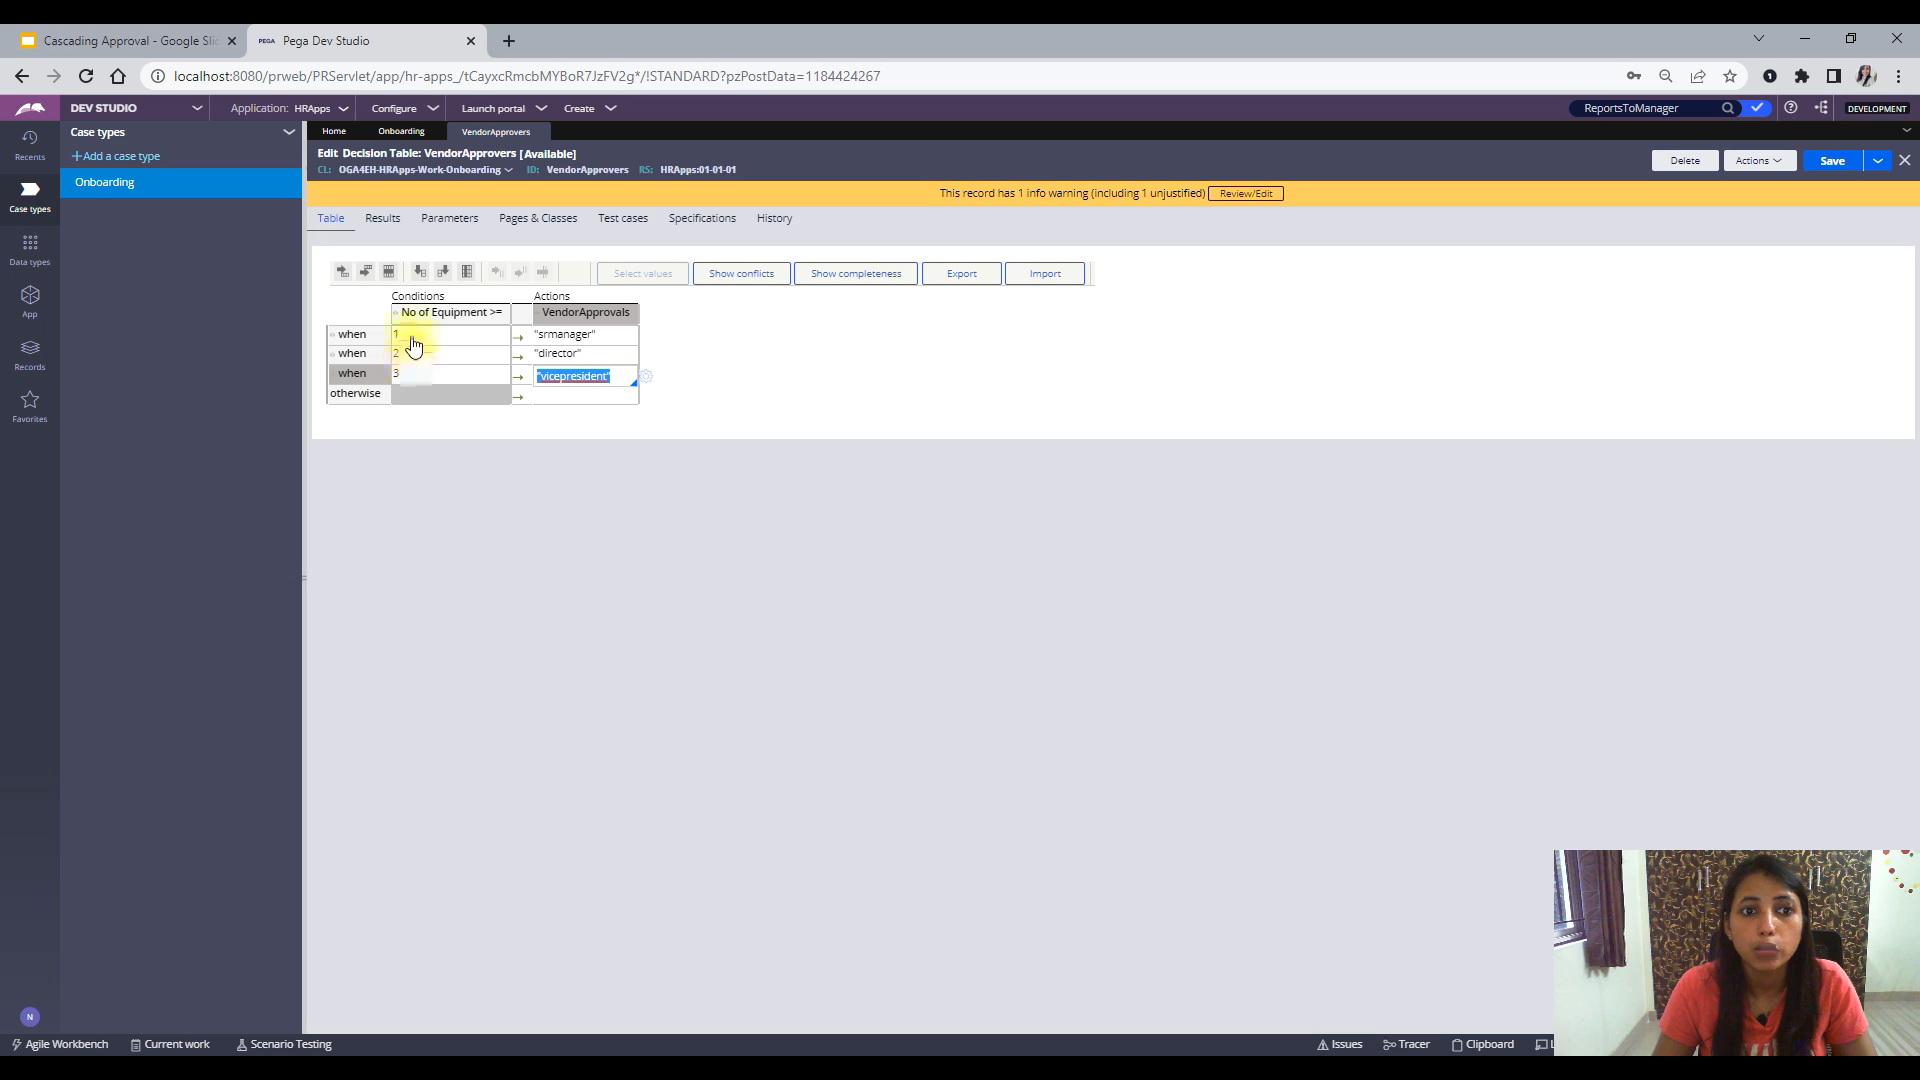 Cascading Approval - Google Slid
PEGA Pega Dev Studio
localhost:8080/prweb/PRServlet/app/hr-apps_/tCayxcRmcbMYBoR7JzFV2g*/!STANDARD?pzPostData=1184424267
DEV STUDIO
Application: HRApps
Configure
Launch portal
Create
ReportsToManager
DEVELOPMENT
Recents
Case types
Data types
App
Records
Favorites
N
Case types
+Add a case type
Onboarding
Home Onboarding VendorApprovers
Edit Decision Table: VendorApprovers [Available]
CL: OGA4EH-HRApps-Work-Onboarding ID: VendorApprovers RS: HRApps:01-01-01
Delete Actions Save
This record has 1 info warning (including 1 unjustified) Review/Edit
Table Results Parameters Pages & Classes Test cases Specifications History
Select values Show conflicts Show completeness Export Import
Conditions Actions
No of Equipment >= VendorApprovals
when 1 "srmanager"
when 2 "director"
when 3 "vicepresident"
otherwise
Agile Workbench Current work Scenario Testing
Issues Tracer Clipboard